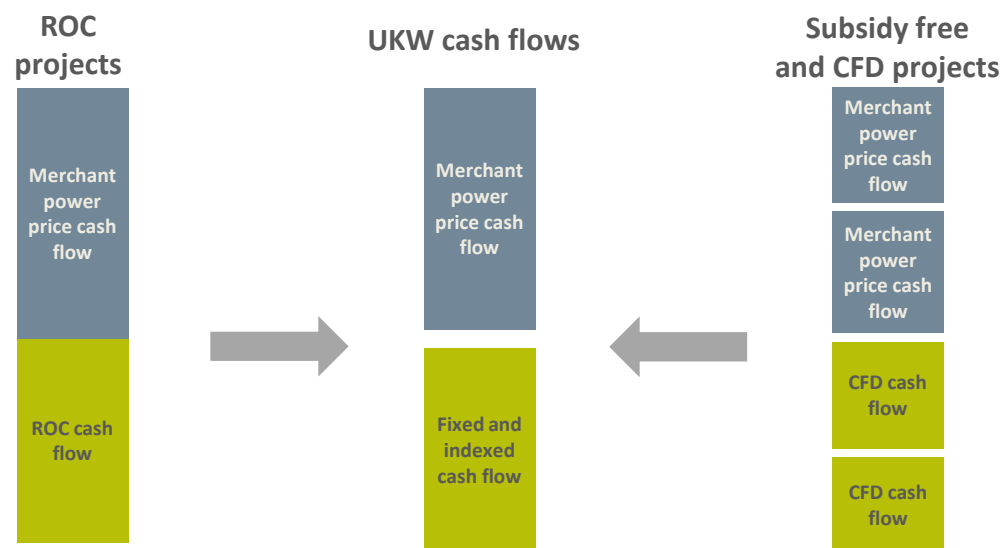 ROC
projects
Merchant
power
price cash
flow
ROC cash
flow
UKW cash flows
Merchant
power
price cash
flow
Fixed and
indexed
cash flow
Subsidy free
and CFD projects
Merchant
power
price cash
flow
Merchant
power
price cash
flow
CFD cash
flow
CFD cash
flow